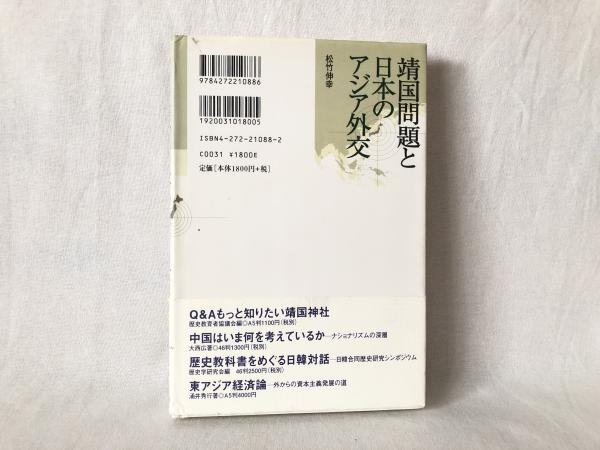 靖国問題と
日本の
アジア外交
松竹伸幸
9784272210886
1920031018005
ISBN4-272-21088-2
C0031 ¥1800E
定価[本体1800円+税]
Q&Aもっと知りたい靖国神社
歴史教育者協議会編◎A5判1100円(税別)
中国はいま何を考えているか─ナショナリズムの深層
大西広著◎46判1300円(税別)
歴史教科書をめぐる日韓対話─日韓合同歴史研究シンポジウム
歴史学研究会編 46判2500円(税別)
東アジア経済論─外からの資本主義発展の道
涌井秀行著◎A5判4000円